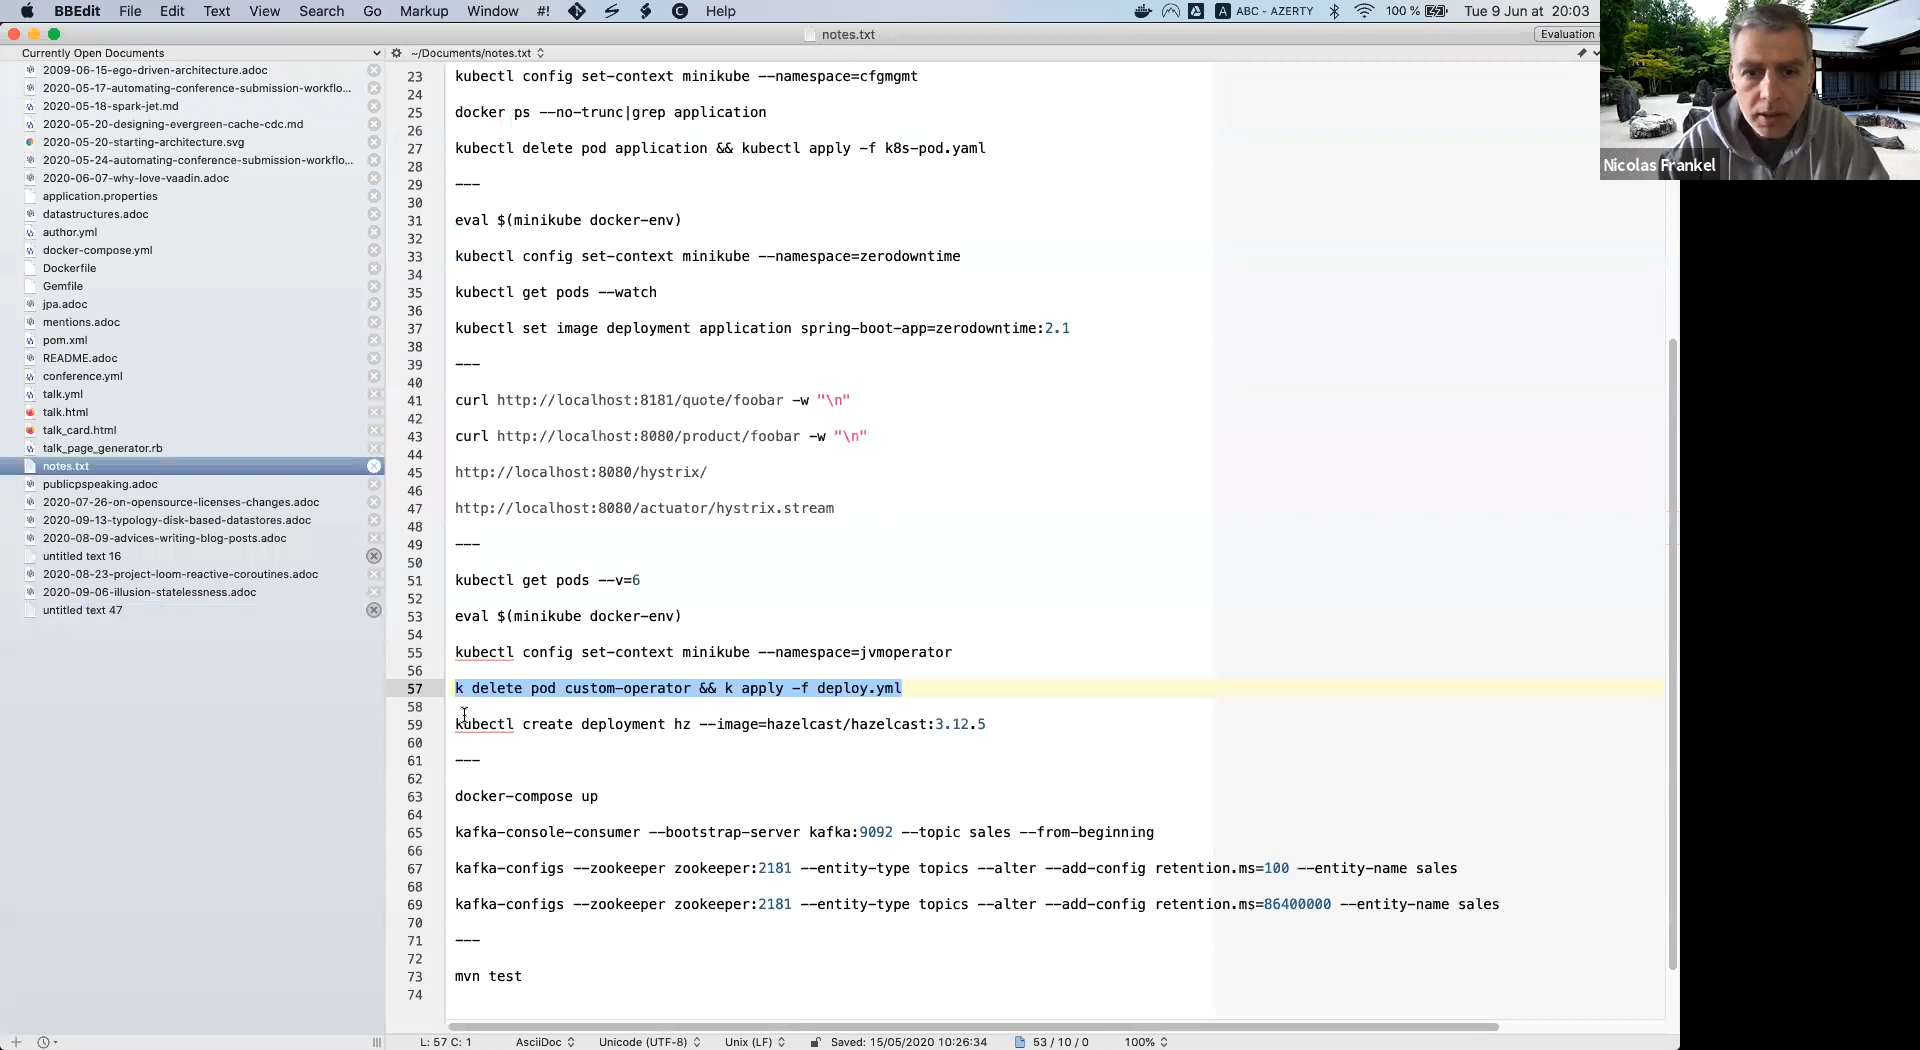 BBEdit File Edit Text View Search Go Markup Window #! Help A ABC - AZERTY 100 % Tue 9 Jun at 20:03
notes.txt
Evaluation
Currently Open Documents
~/Documents/notes.txt
2009-06-15-ego-driven-architecture.adoc
2020-05-17-automating-conference-submission-workflo...
2020-05-18-spark-jet.md
2020-05-20-designing-evergreen-cache-cdc.md
2020-05-20-starting-architecture.svg
2020-05-24-automating-conference-submission-workflo...
2020-06-07-why-love-vaadin.adoc
application.properties
datastructures.adoc
author.yml
docker-compose.yml
Dockerfile
Gemfile
jpa.adoc
mentions.adoc
pom.xml
README.adoc
conference.yml
talk.yml
talk.html
talk_card.html
talk_page_generator.rb
notes.txt
publicpspeaking.adoc
2020-07-26-on-opensource-licenses-changes.adoc
2020-09-13-typology-disk-based-datastores.adoc
2020-08-09-advices-writing-blog-posts.adoc
untitled text 16
2020-08-23-project-loom-reactive-coroutines.adoc
2020-09-06-illusion-statelessness.adoc
untitled text 47
23 kubectl config set-context minikube --namespace=cfgmgmt
24
25 docker ps --no-trunc|grep application
26
27 kubectl delete pod application && kubectl apply -f k8s-pod.yaml
28
29 ---
30
31 eval $(minikube docker-env)
32
33 kubectl config set-context minikube --namespace=zerodowntime
34
35 kubectl get pods --watch
36
37 kubectl set image deployment application spring-boot-app=zerodowntime:2.1
38
39 ---
40
41 curl http://localhost:8181/quote/foobar -w "\n"
42
43 curl http://localhost:8080/product/foobar -w "\n"
44
45 http://localhost:8080/hystrix/
46
47 http://localhost:8080/actuator/hystrix.stream
48
49 ---
50
51 kubectl get pods --v=6
52
53 eval $(minikube docker-env)
54
55 kubectl config set-context minikube --namespace=jvmoperator
56
57 k delete pod custom-operator && k apply -f deploy.yml
58
59 kubectl create deployment hz --image=hazelcast/hazelcast:3.12.5
60
61 ---
62
63 docker-compose up
64
65 kafka-console-consumer --bootstrap-server kafka:9092 --topic sales --from-beginning
66
67 kafka-configs --zookeeper zookeeper:2181 --entity-type topics --alter --add-config retention.ms=100 --entity-name sales
68
69 kafka-configs --zookeeper zookeeper:2181 --entity-type topics --alter --add-config retention.ms=86400000 --entity-name sales
70
71 ---
72
73 mvn test
74
L: 57 C: 1 AsciiDoc Unicode (UTF-8) Unix (LF) Saved: 15/05/2020 10:26:34 53 / 10 / 0 100%
Nicolas Frankel